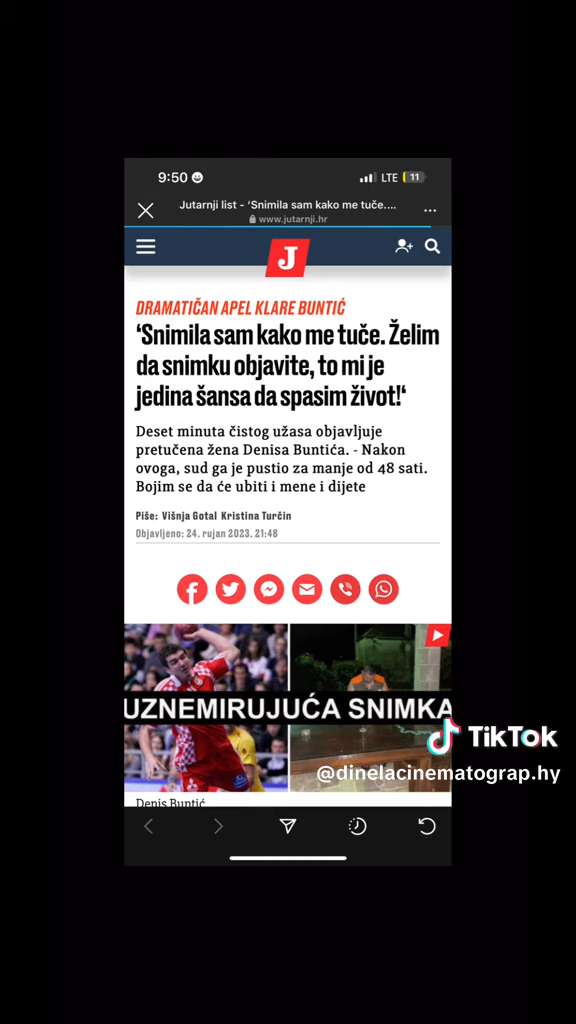 9:50
LTE
11
Jutarnji list - ‘Snimila sam kako me tuče....
www.jutarnji.hr
J
DRAMATIČAN APEL KLARE BUNTIĆ
‘Snimila sam kako me tuče. Želim
da snimku objavite, to mi je
jedina šansa da spasim život!‘
Deset minuta čistog užasa objavljuje
pretučena žena Denisa Buntića. - Nakon
ovoga, sud ga je pustio za manje od 48 sati.
Bojim se da će ubiti i mene i dijete
Piše: Višnja Gotal Kristina Turčin
Objavljeno: 24. rujan 2023. 21:48
UZNEMIRUJUĆA SNIMKA
TikTok
@dinelacinematograp.hy
Denis Buntić